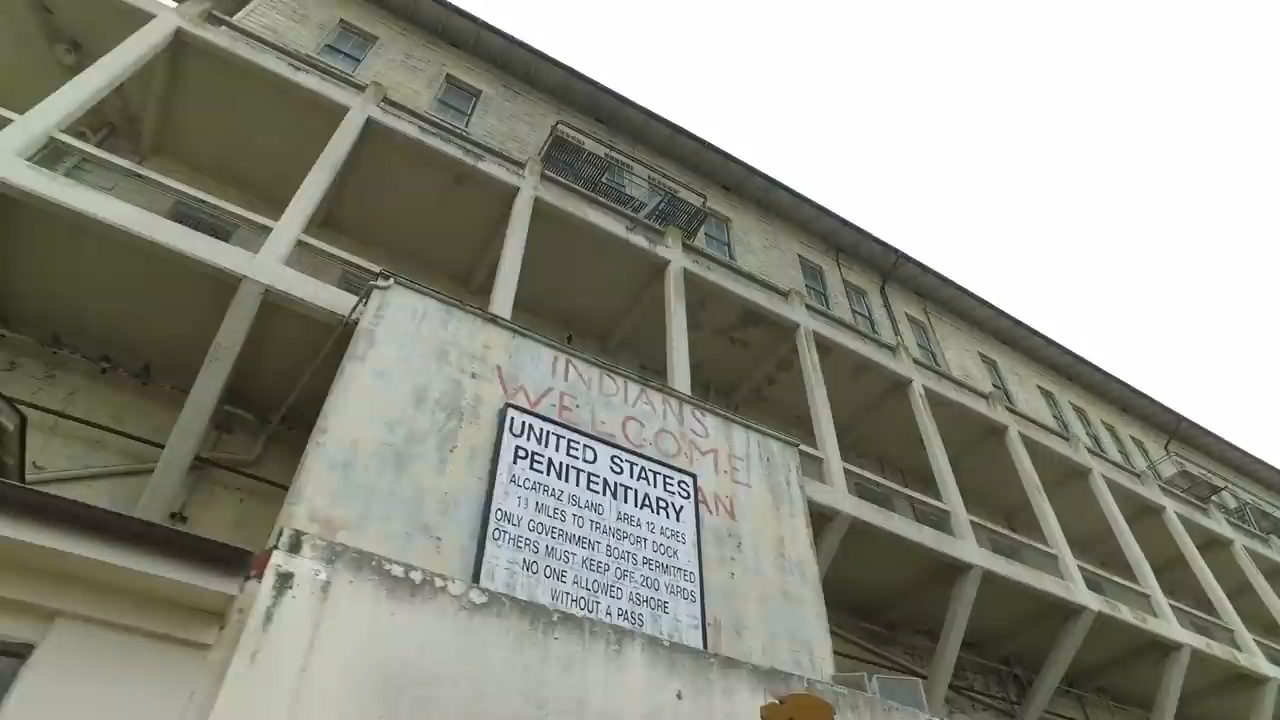 INDIANS
WELCOME
UNITED STATES
PENITENTIARY
ALCATRAZ ISLAND AREA 12 ACRES
1½ MILES TO TRANSPORT DOCK
ONLY GOVERNMENT BOATS PERMITTED
OTHERS MUST KEEP OFF 200 YARDS
NO ONE ALLOWED ASHORE
WITHOUT A PASS